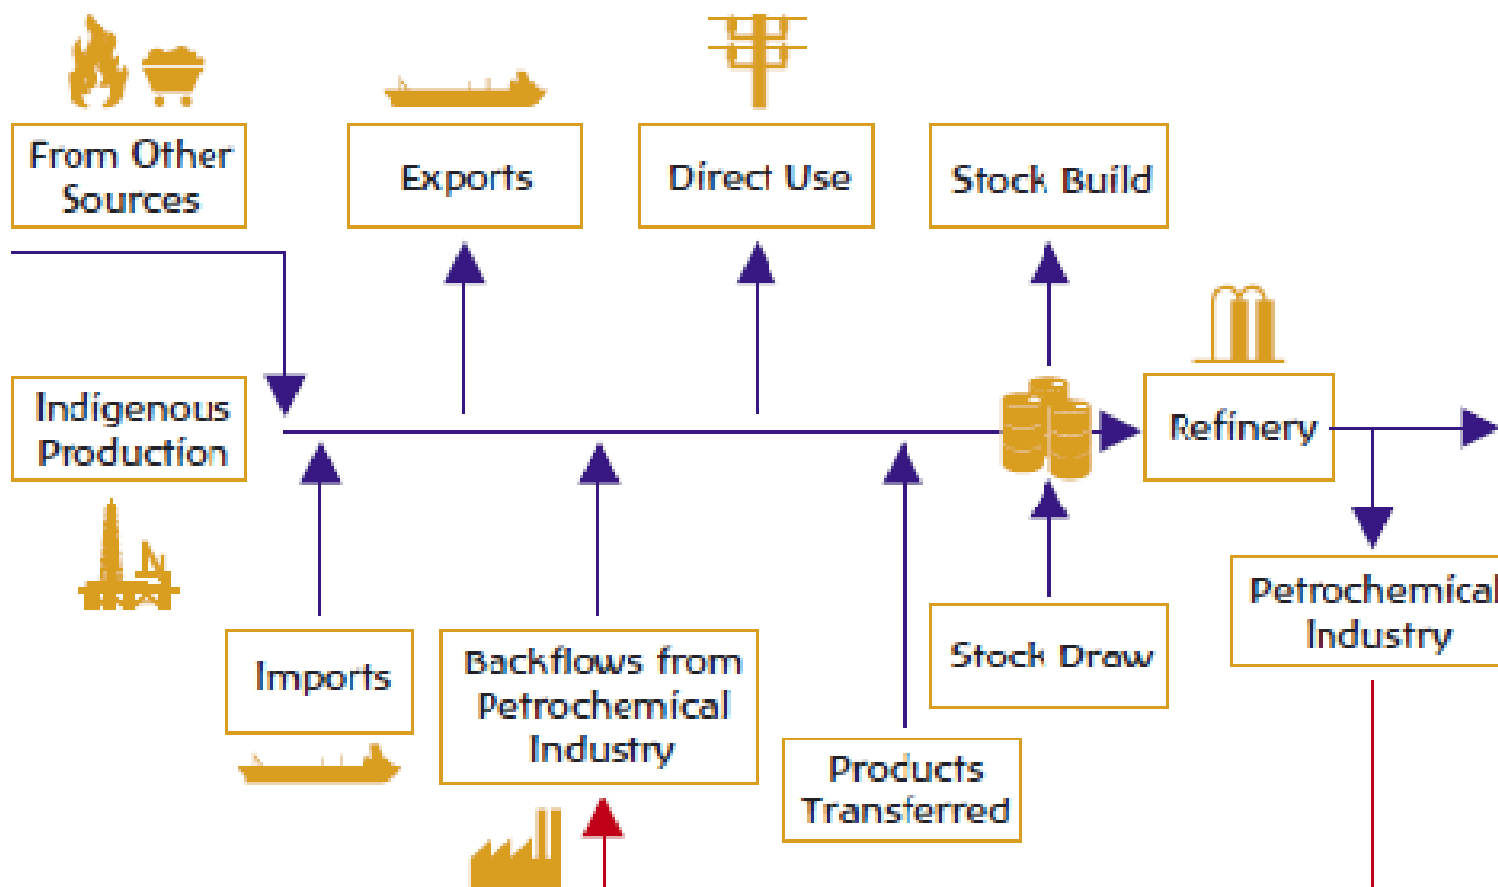 From Other
Sources
Exports
Direct Use
Stock Build
Indigenous
Production
Refinery
Petrochemical
Industry
Imports
Backflows from
Petrochemical
Industry
Stock Draw
Products
Transferred